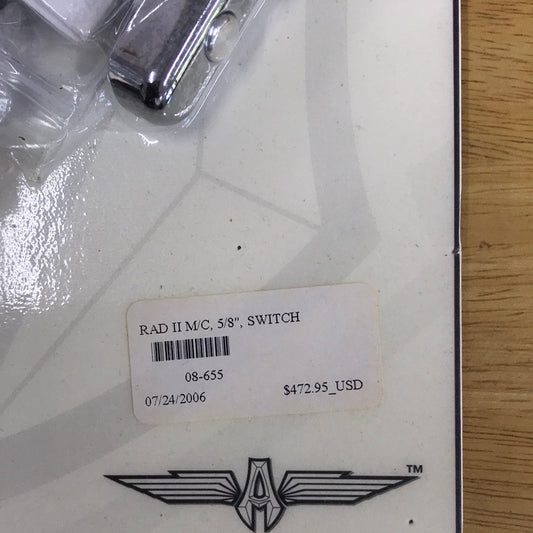 RAD II M/C, 5/8", SWITCH
08-655
07/24/2006 $472.95_USD
TM